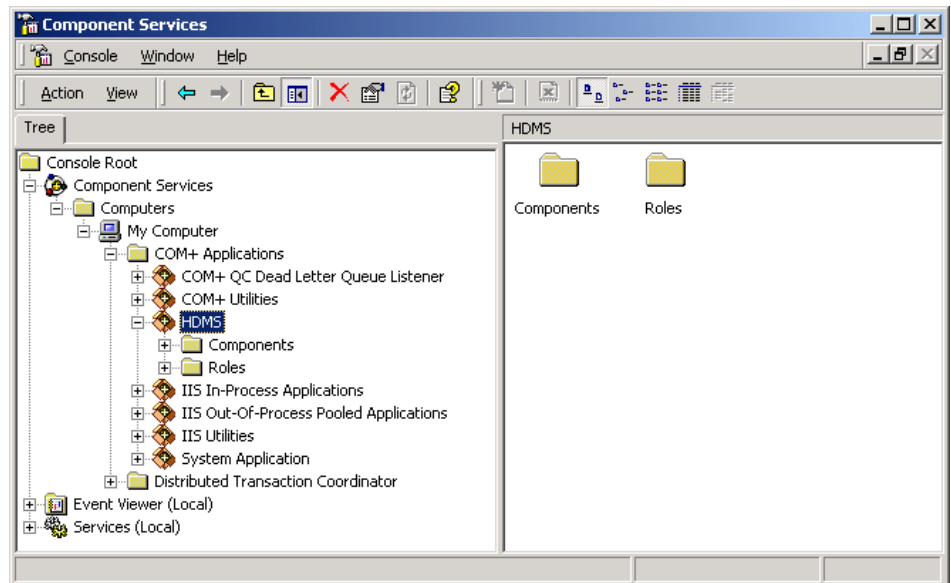 Component Services
Console Window Help
Action View
Tree
HDMS
Console Root
Component Services
Computers
My Computer
COM+ Applications
COM+ QC Dead Letter Queue Listener
COM+ Utilities
HDMS
Components
Roles
IIS In-Process Applications
IIS Out-Of-Process Pooled Applications
IIS Utilities
System Application
Distributed Transaction Coordinator
Event Viewer (Local)
Services (Local)
Components Roles